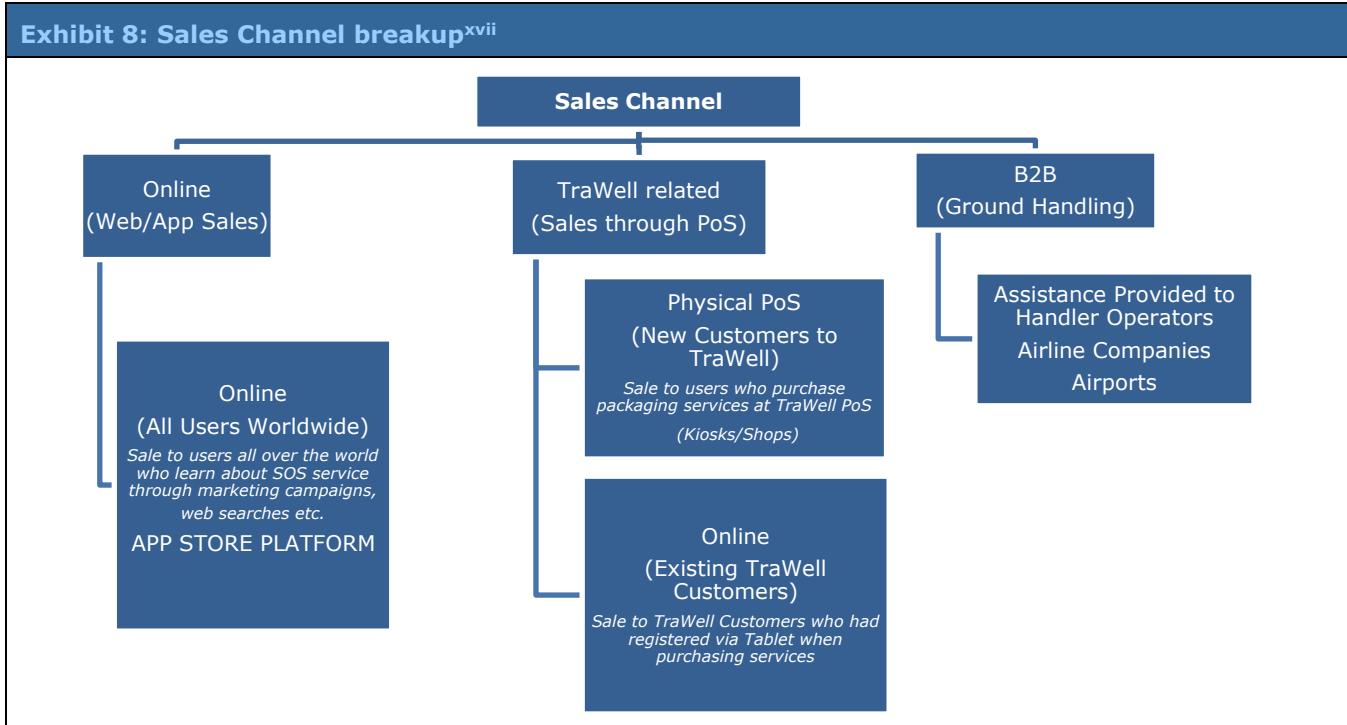 Exhibit 8: Sales Channel breakup^xvii
Sales Channel
Online
(Web/App Sales)
Online
(All Users Worldwide)
Sale to users all over the world
who learn about SOS service
through marketing campaigns,
web searches etc.
APP STORE PLATFORM
TraWell related
(Sales through PoS)
Physical PoS
(New Customers to
TraWell)
Sale to users who purchase
packaging services at TraWell PoS
(Kiosks/Shops)
Online
(Existing TraWell
Customers)
Sale to TraWell Customers who had
registered via Tablet when
purchasing services
B2B
(Ground Handling)
Assistance Provided to
Handler Operators
Airline Companies
Airports